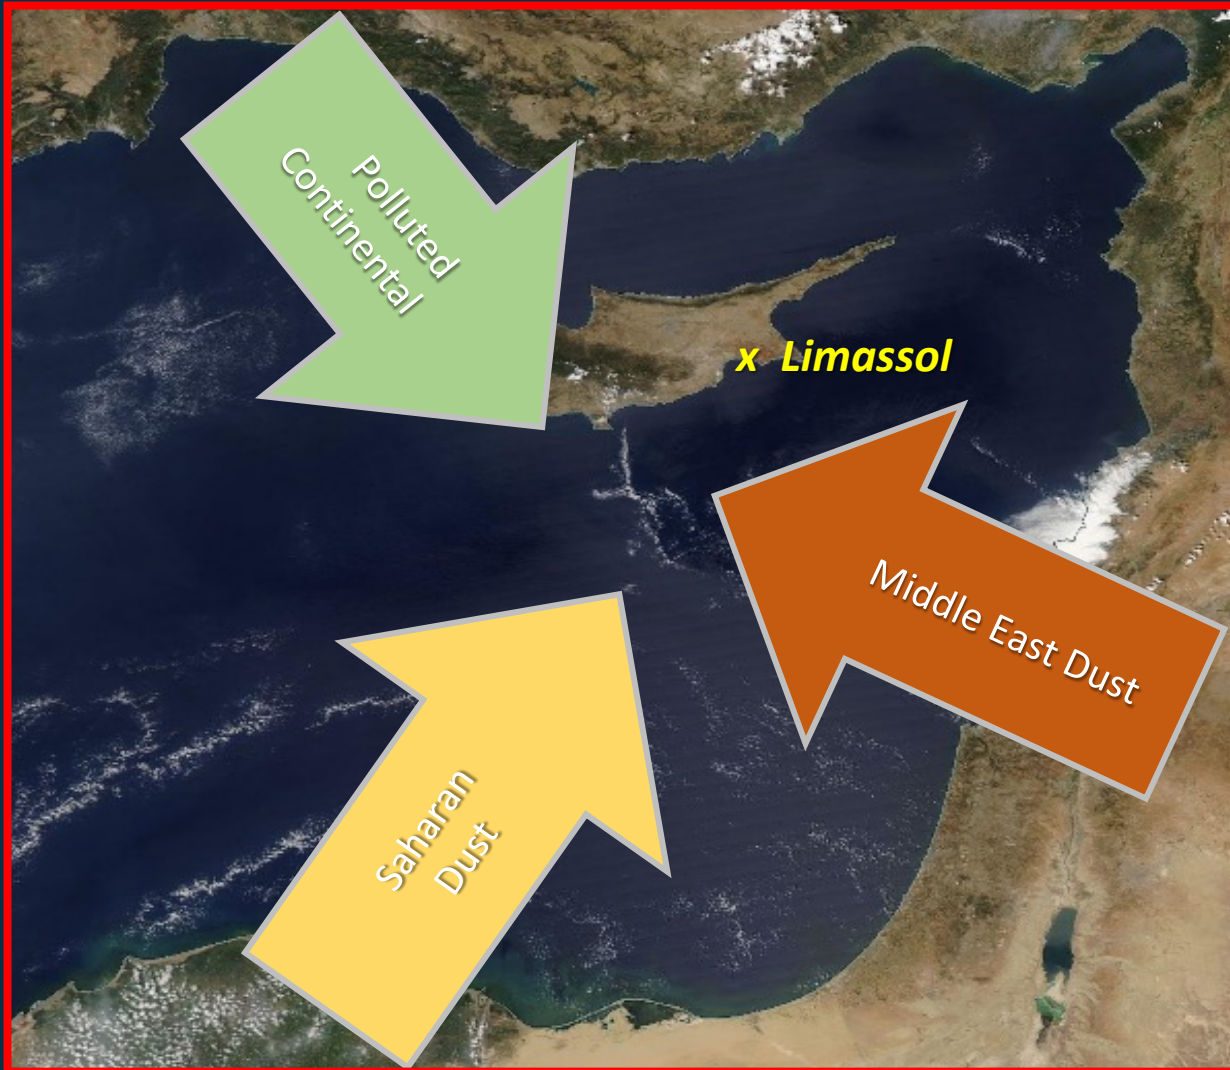 Polluted
Continental
x Limassol
Middle East Dust
Saharan
Dust